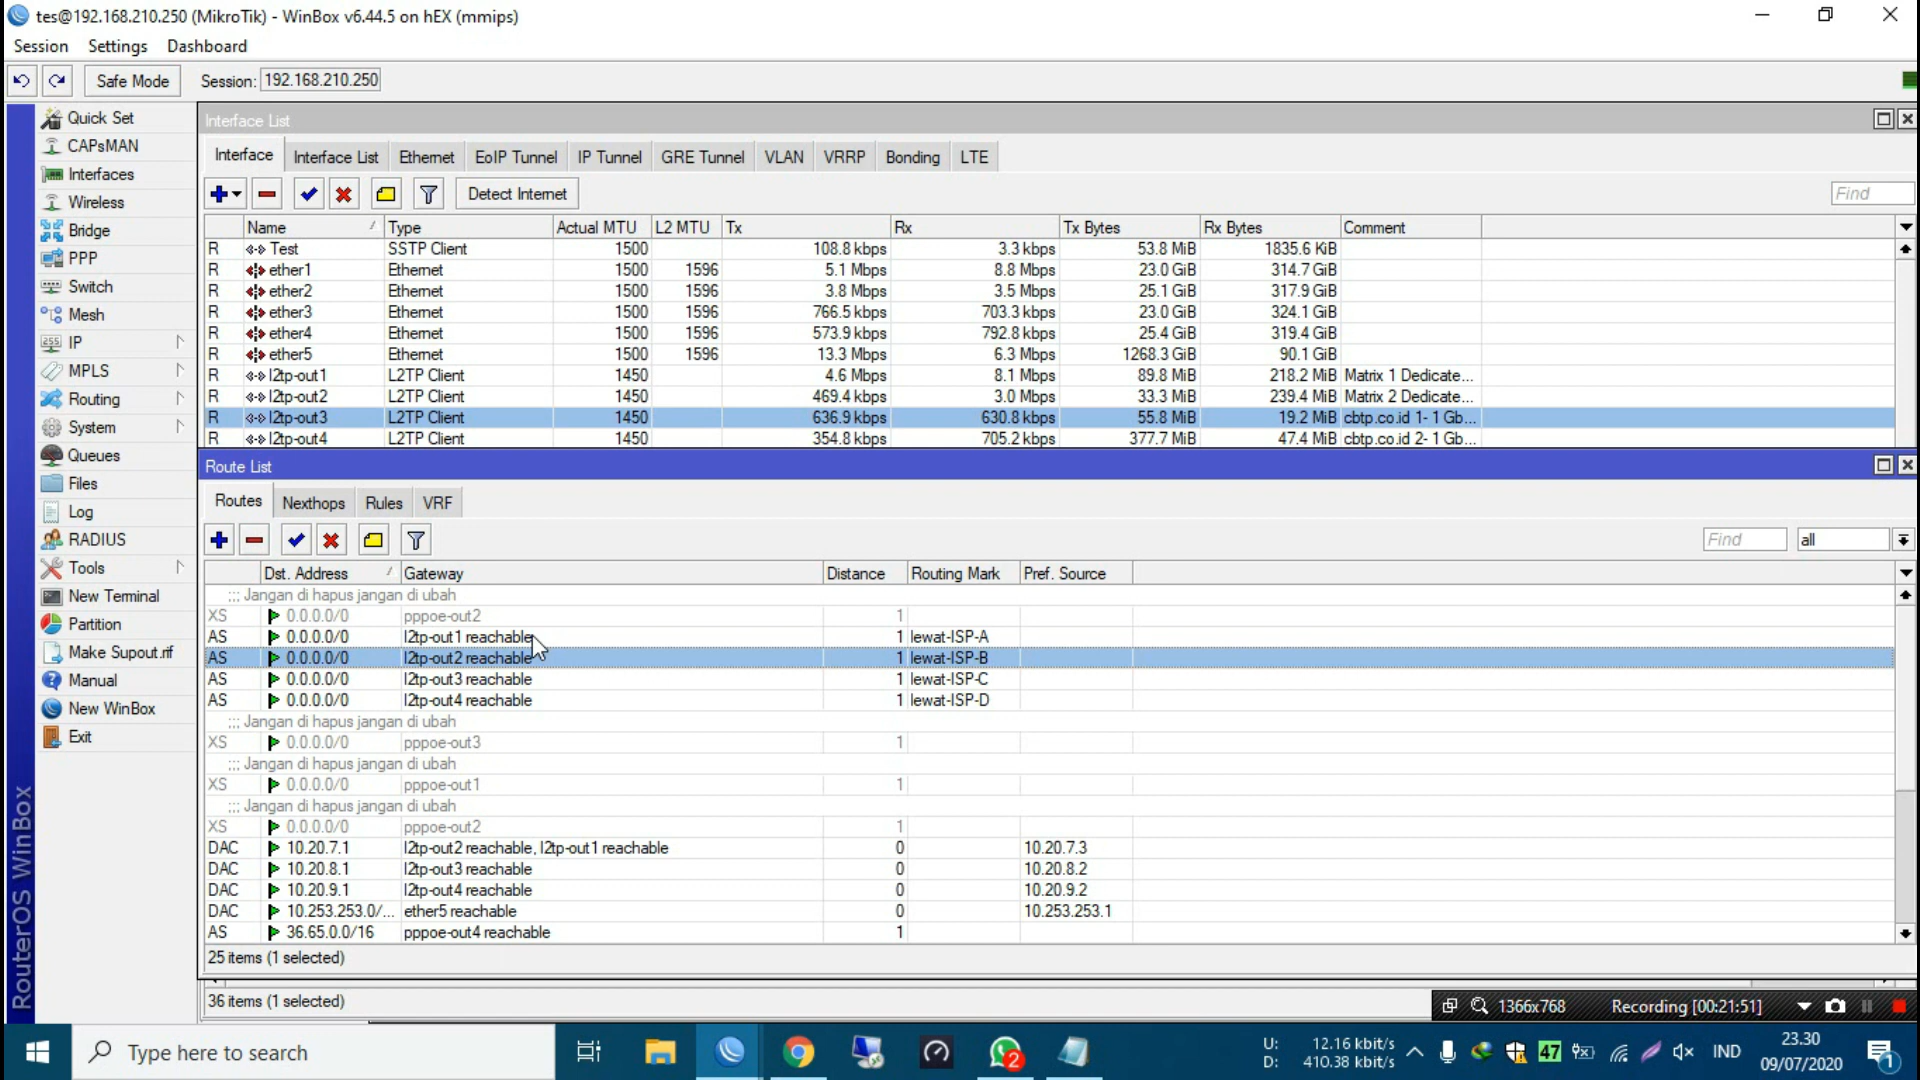 tes@192.168.210.250 (MikroTik) - WinBox v6.44.5 on hEX (mmips)
Session Settings Dashboard
Safe Mode Session: 192.168.210.250
Quick Set
CAPsMAN
Interfaces
Wireless
Bridge
PPP
Switch
Mesh
IP
MPLS
Routing
System
Queues
Files
Log
RADIUS
Tools
New Terminal
Partition
Make Supout.rif
Manual
New WinBox
Exit
RouterOS WinBox
Interface List
Interface Interface List Ethernet EoIP Tunnel IP Tunnel GRE Tunnel VLAN VRRP Bonding LTE
Detect Internet Find
Name Type Actual MTU L2 MTU Tx Rx Tx Bytes Rx Bytes Comment
R Test SSTP Client 1500 108.8 kbps 3.3 kbps 53.8 MiB 1835.6 KiB
R ether1 Ethernet 1500 1596 5.1 Mbps 8.8 Mbps 23.0 GiB 314.7 GiB
R ether2 Ethernet 1500 1596 3.8 Mbps 3.5 Mbps 25.1 GiB 317.9 GiB
R ether3 Ethernet 1500 1596 766.5 kbps 703.3 kbps 23.0 GiB 324.1 GiB
R ether4 Ethernet 1500 1596 573.9 kbps 792.8 kbps 25.4 GiB 319.4 GiB
R ether5 Ethernet 1500 1596 13.3 Mbps 6.3 Mbps 1268.3 GiB 90.1 GiB
R l2tp-out1 L2TP Client 1450 4.6 Mbps 8.1 Mbps 89.8 MiB 218.2 MiB Matrix 1 Dedicate...
R l2tp-out2 L2TP Client 1450 469.4 kbps 3.0 Mbps 33.3 MiB 239.4 MiB Matrix 2 Dedicate...
R l2tp-out3 L2TP Client 1450 636.9 kbps 630.8 kbps 55.8 MiB 19.2 MiB cbtp.co.id 1- 1 Gb...
R l2tp-out4 L2TP Client 1450 354.8 kbps 705.2 kbps 377.7 MiB 47.4 MiB cbtp.co.id 2- 1 Gb...
Route List
Routes Nexthops Rules VRF
Find all
Dst. Address Gateway Distance Routing Mark Pref. Source
;;; Jangan di hapus jangan di ubah
XS 0.0.0.0/0 pppoe-out2 1
AS 0.0.0.0/0 l2tp-out1 reachable 1 lewat-ISP-A
AS 0.0.0.0/0 l2tp-out2 reachable 1 lewat-ISP-B
AS 0.0.0.0/0 l2tp-out3 reachable 1 lewat-ISP-C
AS 0.0.0.0/0 l2tp-out4 reachable 1 lewat-ISP-D
;;; Jangan di hapus jangan di ubah
XS 0.0.0.0/0 pppoe-out3 1
;;; Jangan di hapus jangan di ubah
XS 0.0.0.0/0 pppoe-out1 1
;;; Jangan di hapus jangan di ubah
XS 0.0.0.0/0 pppoe-out2 1
DAC 10.20.7.1 l2tp-out2 reachable, l2tp-out1 reachable 0 10.20.7.3
DAC 10.20.8.1 l2tp-out3 reachable 0 10.20.8.2
DAC 10.20.9.1 l2tp-out4 reachable 0 10.20.9.2
DAC 10.253.253.0/... ether5 reachable 0 10.253.253.1
AS 36.65.0.0/16 pppoe-out4 reachable 1
25 items (1 selected)
36 items (1 selected)
1366x768 Recording [00:21:51]
Type here to search
2
U: 12.16 kbit/s
D: 410.38 kbit/s
47
IND
23.30
09/07/2020
1